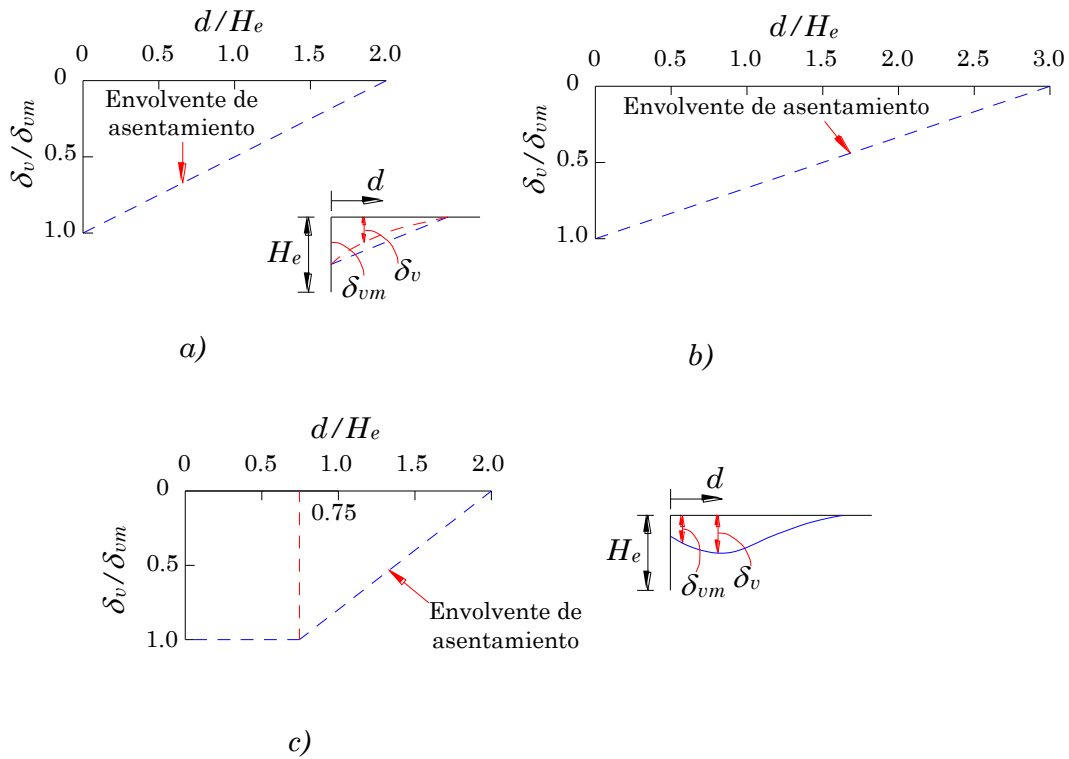 d/Hₑ
0 0.5 1.0 1.5 2.0
0
0.5
1.0
δᵥ/δᵥₘ
Envolvente de
asentamiento
d
Hₑ
δᵥ
δᵥₘ
a)
d/Hₑ
0 0.5 1.0 1.5 2.0 2.5 3.0
0
0.5
1.0
δᵥ/δᵥₘ
Envolvente de asentamiento
b)
d/Hₑ
0 0.5 1.0 1.5 2.0
0
0.5
1.0
δᵥ/δᵥₘ
0.75
Envolvente de
asentamiento
d
Hₑ
δᵥₘ
δᵥ
c)